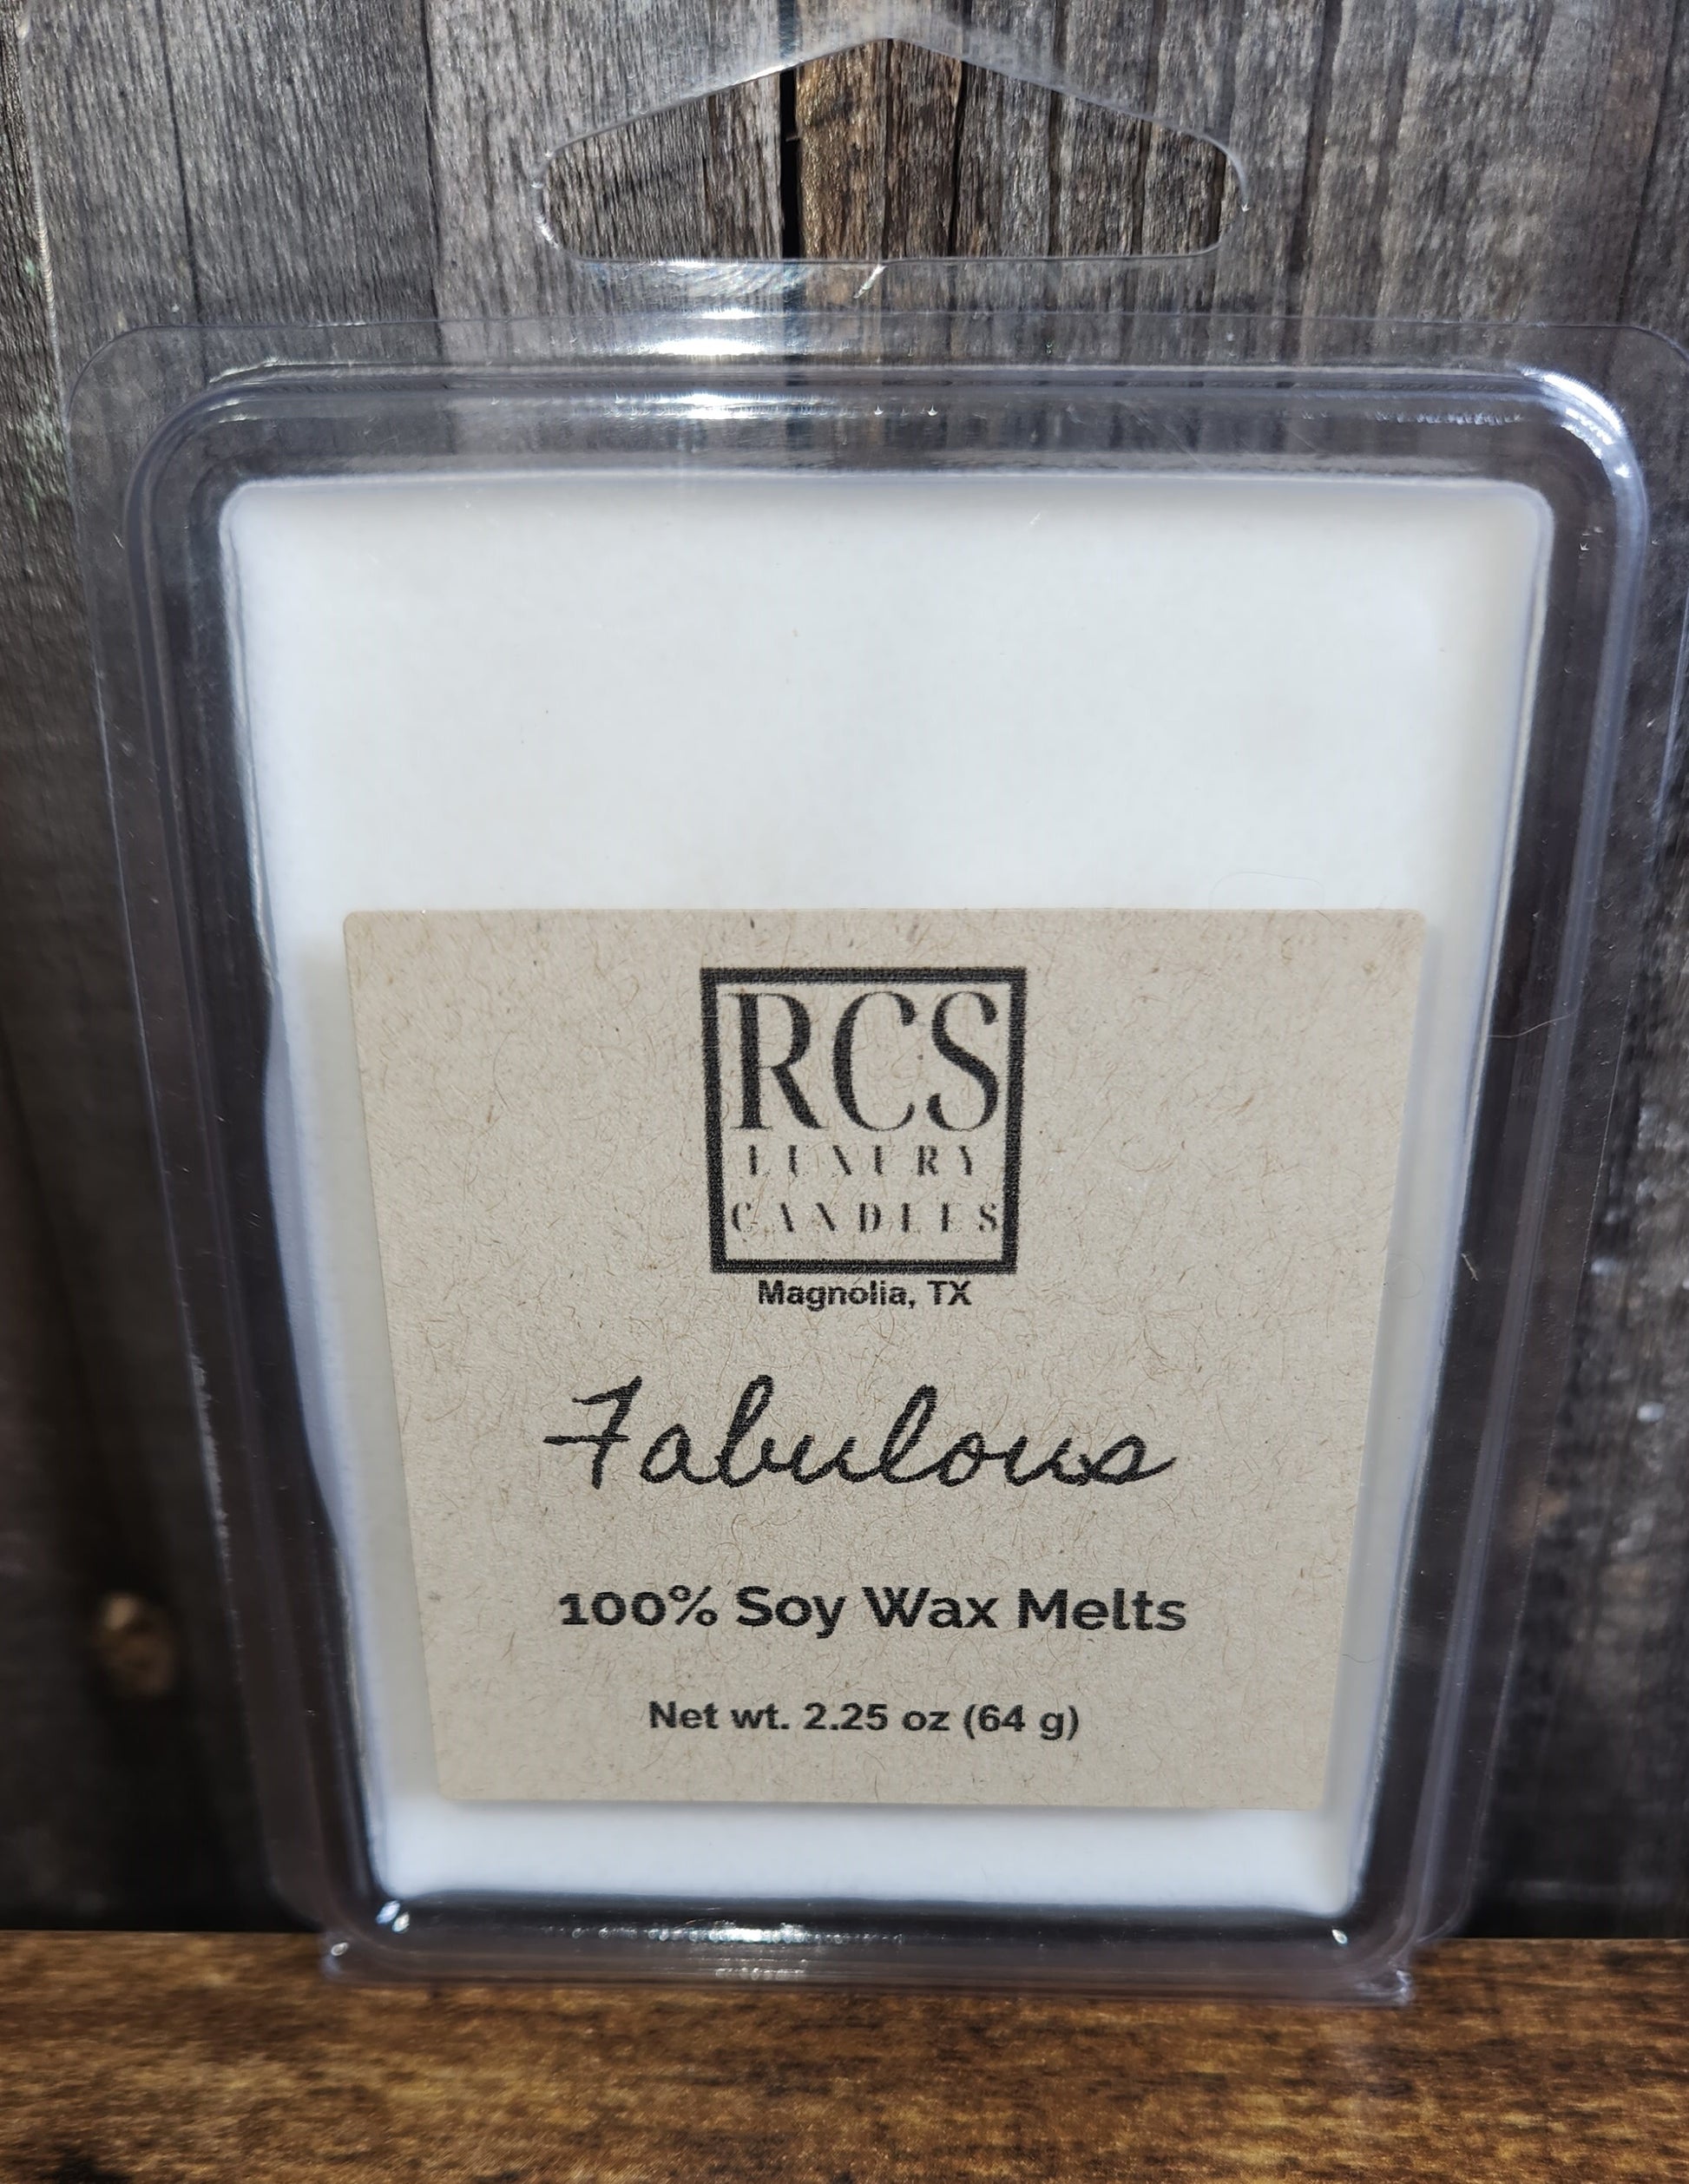 RCS
LUXURY
CANDLES
Magnolia, TX
Fabulous
100% Soy Wax Melts
Net wt. 2.25 oz (64 g)